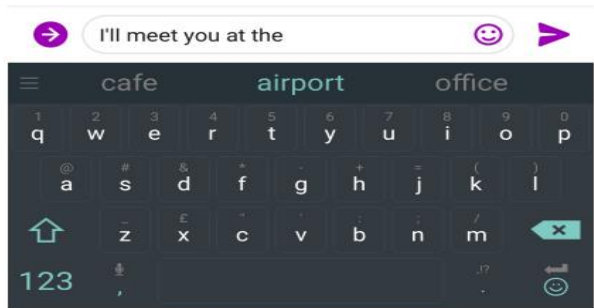 I'll meet you at the
cafe airport office
1 2 3 4 5 6 7 8 9 0
q w e r t y u i o p
@ # & * - + = ( )
a s d f g h j k l
_ £ " ' : ; /
z x c v b n m
123 , .
,!?